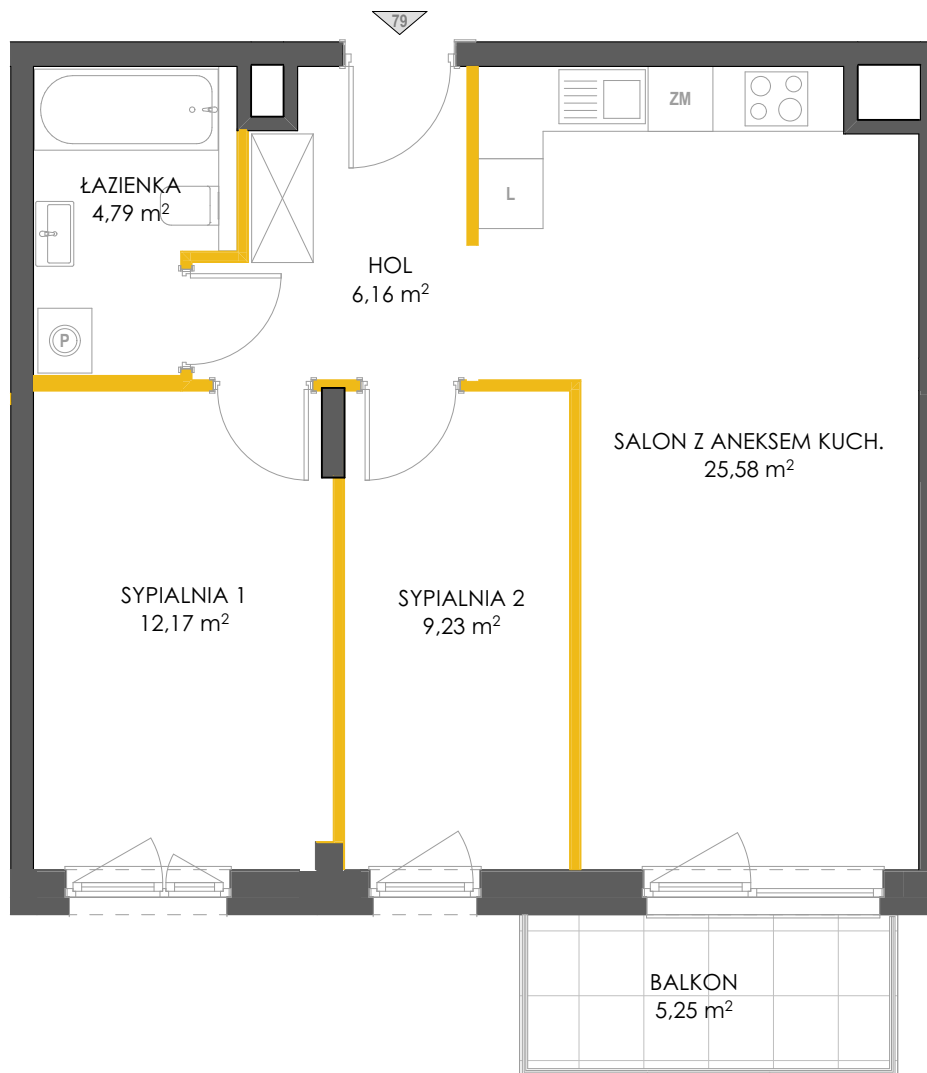 79
ZM
ŁAZIENKA
4,79 m²
L
HOL
6,16 m²
P
SALON Z ANEKSEM KUCH.
25,58 m²
SYPIALNIA 1
12,17 m²
SYPIALNIA 2
9,23 m²
BALKON
5,25 m²